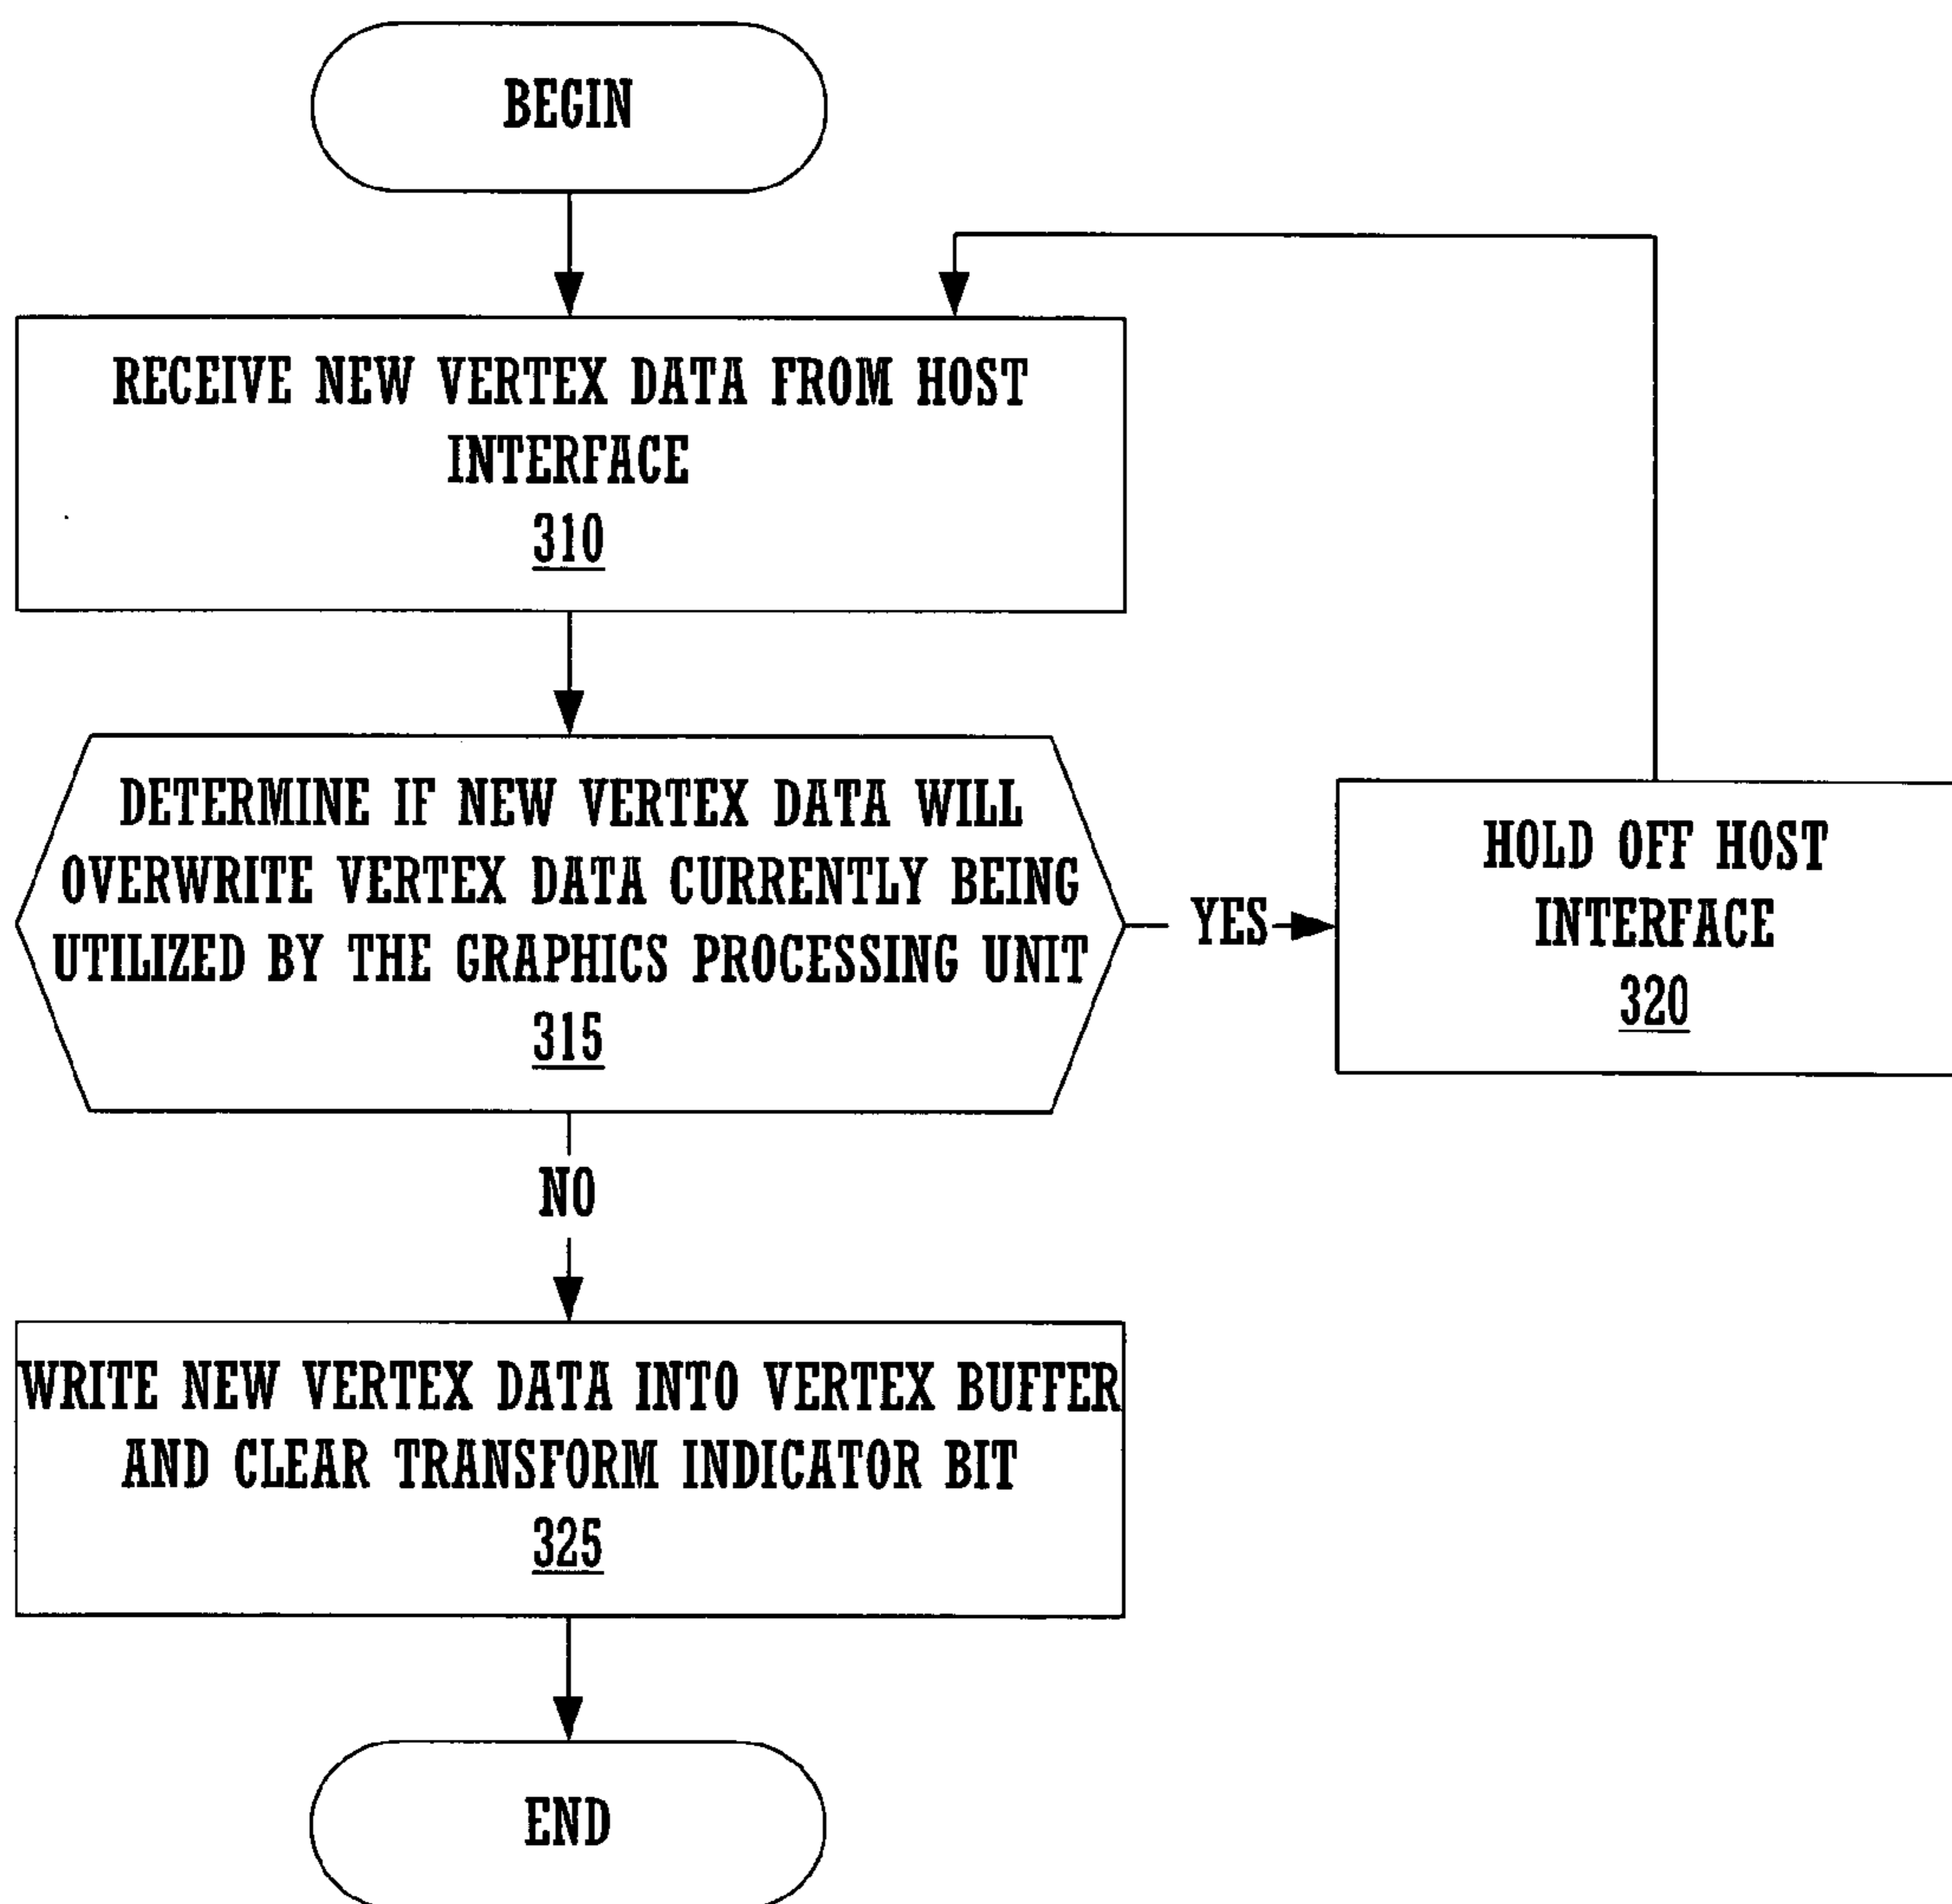 BEGIN
RECEIVE NEW VERTEX DATA FROM HOST
INTERFACE
310
DETERMINE IF NEW VERTEX DATA WILL
OVERWRITE VERTEX DATA CURRENTLY BEING
UTILIZED BY THE GRAPHICS PROCESSING UNIT
315
YES
HOLD OFF HOST
INTERFACE
320
NO
WRITE NEW VERTEX DATA INTO VERTEX BUFFER
AND CLEAR TRANSFORM INDICATOR BIT
325
END